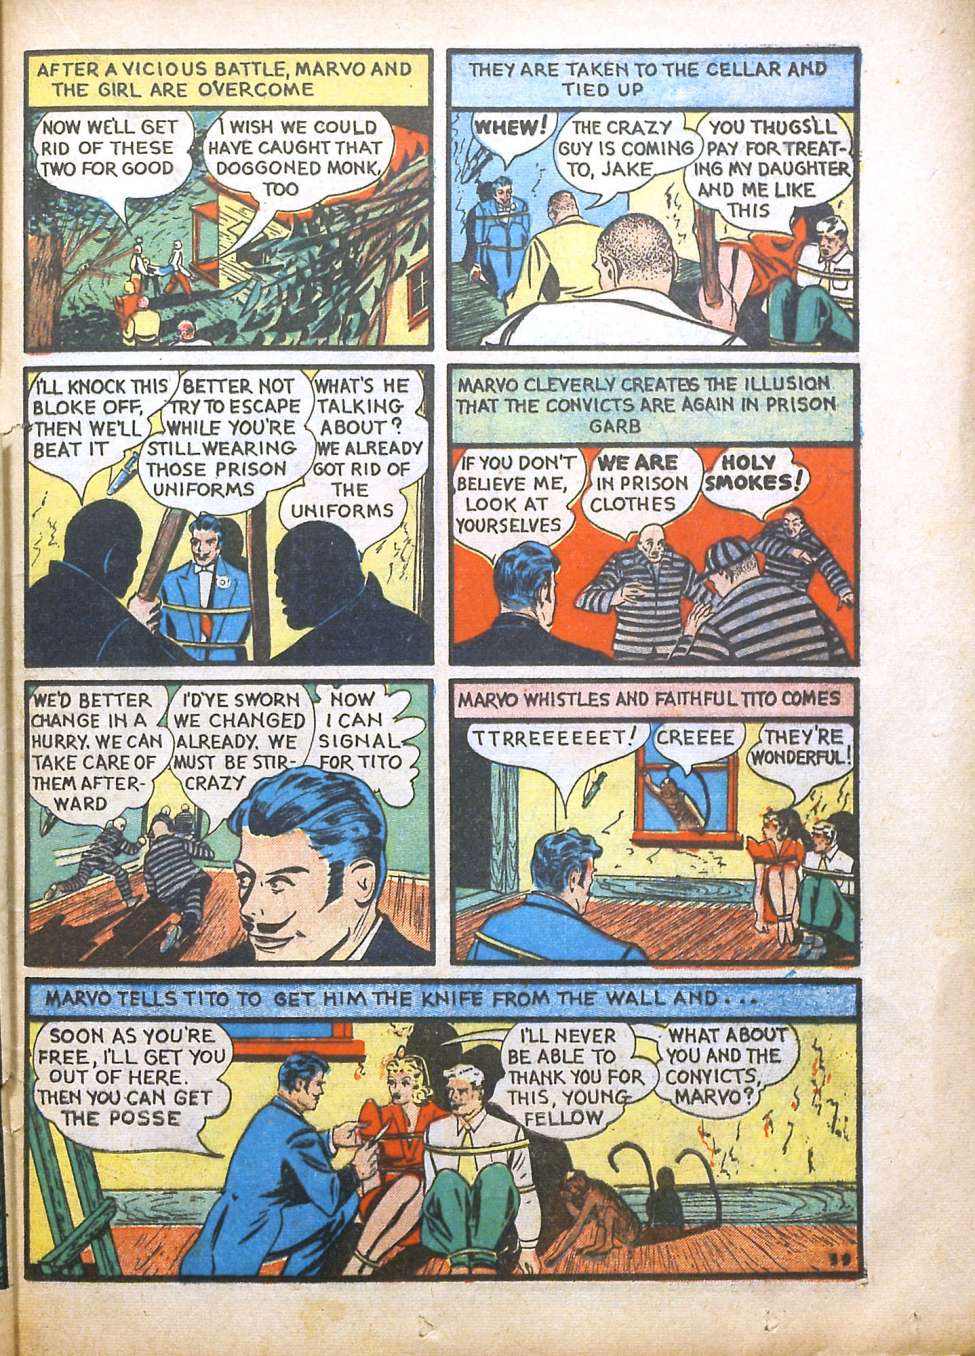 AFTER A VICIOUS BATTLE, MARVO AND
THE GIRL ARE OVERCOME
NOW WE'LL GET
RID OF THESE
TWO FOR GOOD
I WISH WE COULD
HAVE CAUGHT THAT
DOGGONED MONK,
TOO
THEY ARE TAKEN TO THE CELLAR AND
TIED UP
WHEW!
THE CRAZY
GUY IS COMING
TO, JAKE
YOU THUGS'LL
PAY FOR TREAT-
ING MY DAUGHTER
AND ME LIKE
THIS
I'LL KNOCK THIS
BLOKE OFF,
THEN WE'LL
BEAT IT
BETTER NOT
TRY TO ESCAPE
WHILE YOU'RE
STILL WEARING
THOSE PRISON
UNIFORMS
WHAT'S HE
TALKING
ABOUT?
WE ALREADY
GOT RID OF
THE
UNIFORMS
MARVO CLEVERLY CREATES THE ILLUSION
THAT THE CONVICTS ARE AGAIN IN PRISON
GARB
IF YOU DON'T
BELIEVE ME,
LOOK AT
YOURSELVES
WE ARE
IN PRISON
CLOTHES
HOLY
SMOKES!
WE'D BETTER
CHANGE IN A
HURRY. WE CAN
TAKE CARE OF
THEM AFTER-
WARD
I'D'VE SWORN
WE CHANGED
ALREADY. WE
MUST BE STIR-
CRAZY
NOW
I CAN
SIGNAL
FOR TITO
MARVO WHISTLES AND FAITHFUL TITO COMES
TTRREEEEEET!
CREEEE
THEY'RE
WONDERFUL!
MARVO TELLS TITO TO GET HIM THE KNIFE FROM THE WALL AND...
SOON AS YOU'RE
FREE, I'LL GET YOU
OUT OF HERE.
THEN YOU CAN GET
THE POSSE
I'LL NEVER
BE ABLE TO
THANK YOU FOR
THIS, YOUNG
FELLOW
WHAT ABOUT
YOU AND THE
CONVICTS,
MARVO?